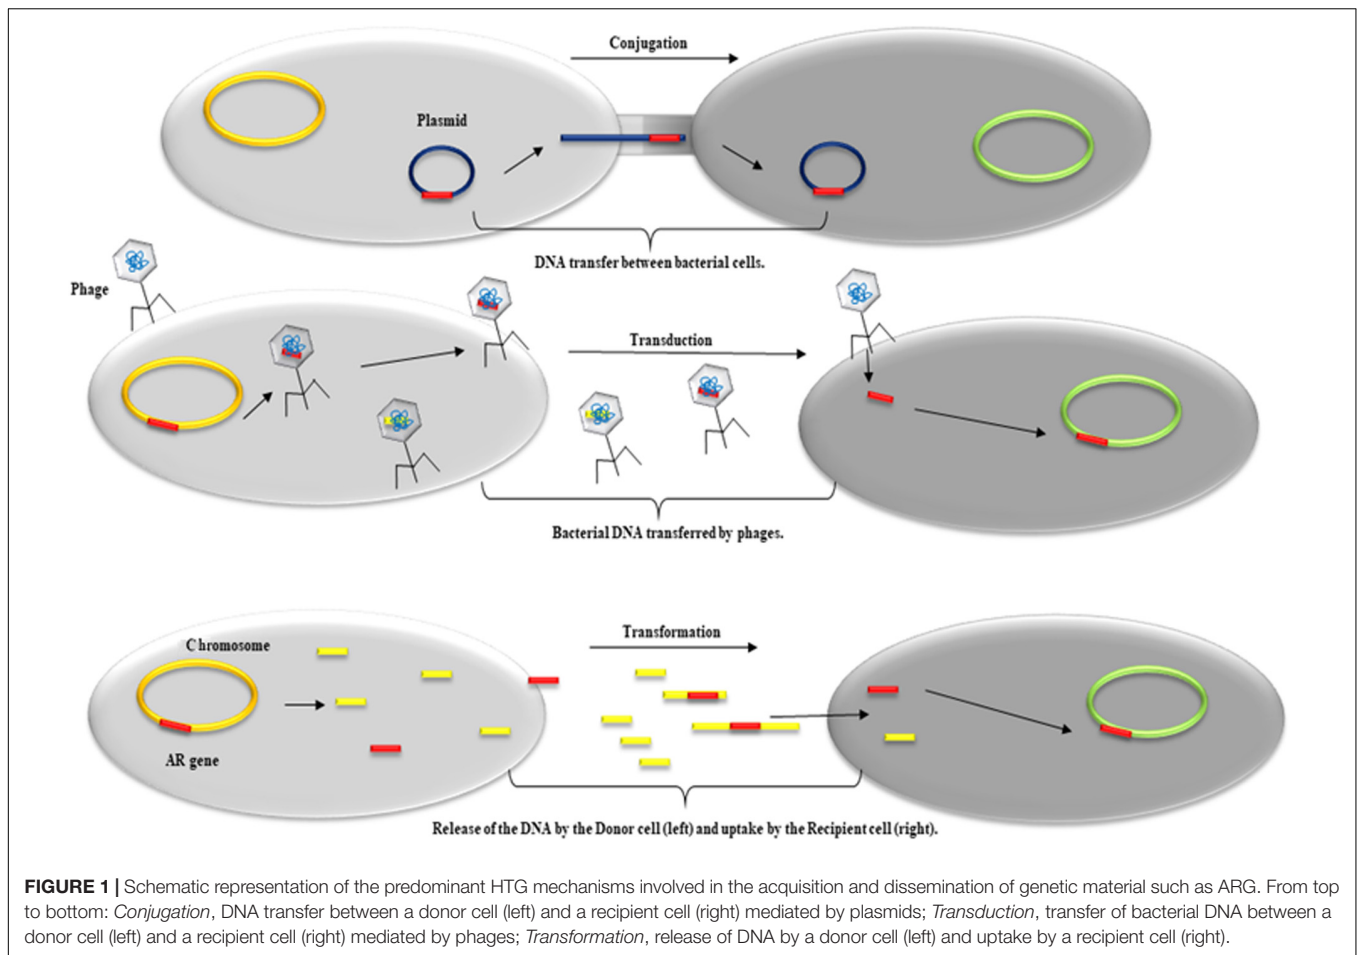 Conjugation
Plasmid
DNA transfer between bacterial cells.
Phage
Transduction
Bacterial DNA transferred by phages.
Chromosome
Transformation
AR gene
Release of the DNA by the Donor cell (left) and uptake by the Recipient cell (right).
FIGURE 1 | Schematic representation of the predominant HTG mechanisms involved in the acquisition and dissemination of genetic material such as ARG. From top
to bottom: Conjugation, DNA transfer between a donor cell (left) and a recipient cell (right) mediated by plasmids; Transduction, transfer of bacterial DNA between a
donor cell (left) and a recipient cell (right) mediated by phages; Transformation, release of DNA by a donor cell (left) and uptake by a recipient cell (right).